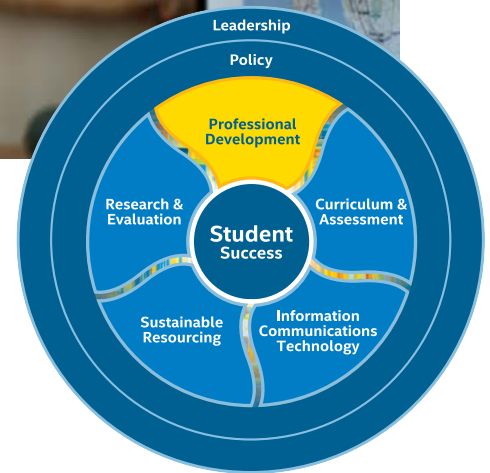 Leadership
Policy
Professional
Development
Research &
Evaluation
Curriculum &
Assessment
Student
Success
Sustainable
Resourcing
Information
Communications
Technology